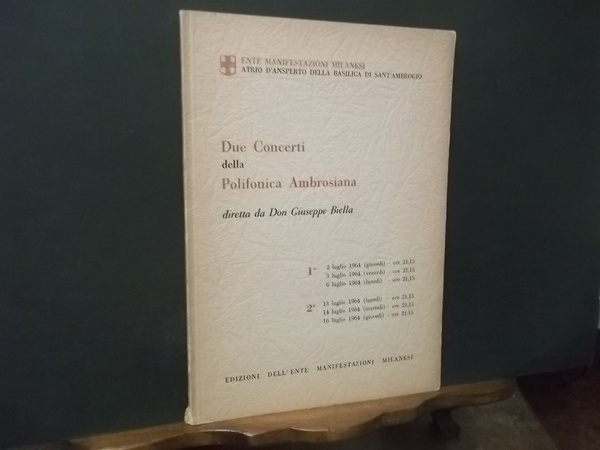 ENTE MANIFESTAZIONI MILANESI
ATRIO D'ANSPERTO DELLA BASILICA DI SANT'AMBROGIO
Due Concerti
della
Polifonica Ambrosiana
diretta da Don Giuseppe Biella
1° 2 luglio 1964 (giovedì) - ore 21,15
3 luglio 1964 (venerdì) - ore 21,15
6 luglio 1964 (lunedì) - ore 21,15
2° 13 luglio 1964 (lunedì) - ore 21,15
14 luglio 1964 (martedì) - ore 21,15
16 luglio 1964 (giovedì) - ore 21,15
EDIZIONI DELL'ENTE MANIFESTAZIONI MILANESI